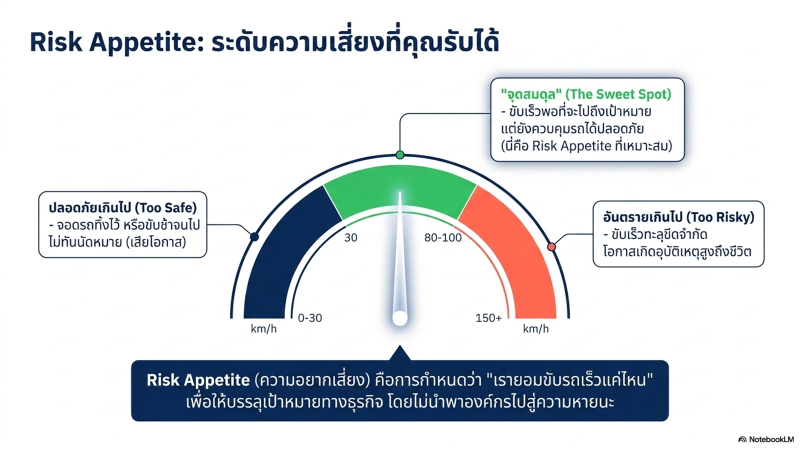 Risk Appetite: ระดับความเสี่ยงที่คุณรับได้
"จุดสมดุล" (The Sweet Spot)
- ขับเร็วพอที่จะไปถึงเป้าหมาย
แต่ยังควบคุมรถได้ปลอดภัย
(นี่คือ Risk Appetite ที่เหมาะสม)
ปลอดภัยเกินไป (Too Safe)
- จอดรถทิ้งไว้ หรือขับช้าจนไป
ไม่ทันนัดหมาย (เสียโอกาส)
อันตรายเกินไป (Too Risky)
- ขับเร็วทะลุขีดจำกัด
โอกาสเกิดอุบัติเหตุสูงถึงชีวิต
30
80-100
0-30
150+
km/h
km/h
Risk Appetite (ความอยากเสี่ยง) คือการกำหนดว่า "เรายอมขับรถเร็วแค่ไหน"
เพื่อให้บรรลุเป้าหมายทางธุรกิจ โดยไม่นำพาองค์กรไปสู่ความหายนะ
NotebookLM